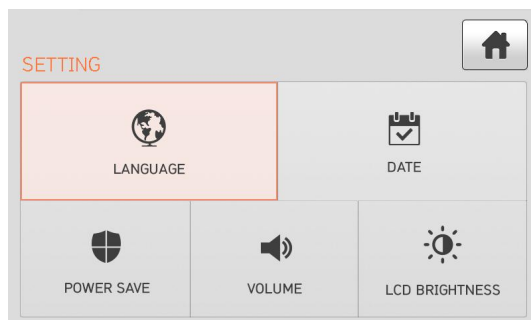 SETTING
LANGUAGE
DATE
POWER SAVE
VOLUME
LCD BRIGHTNESS